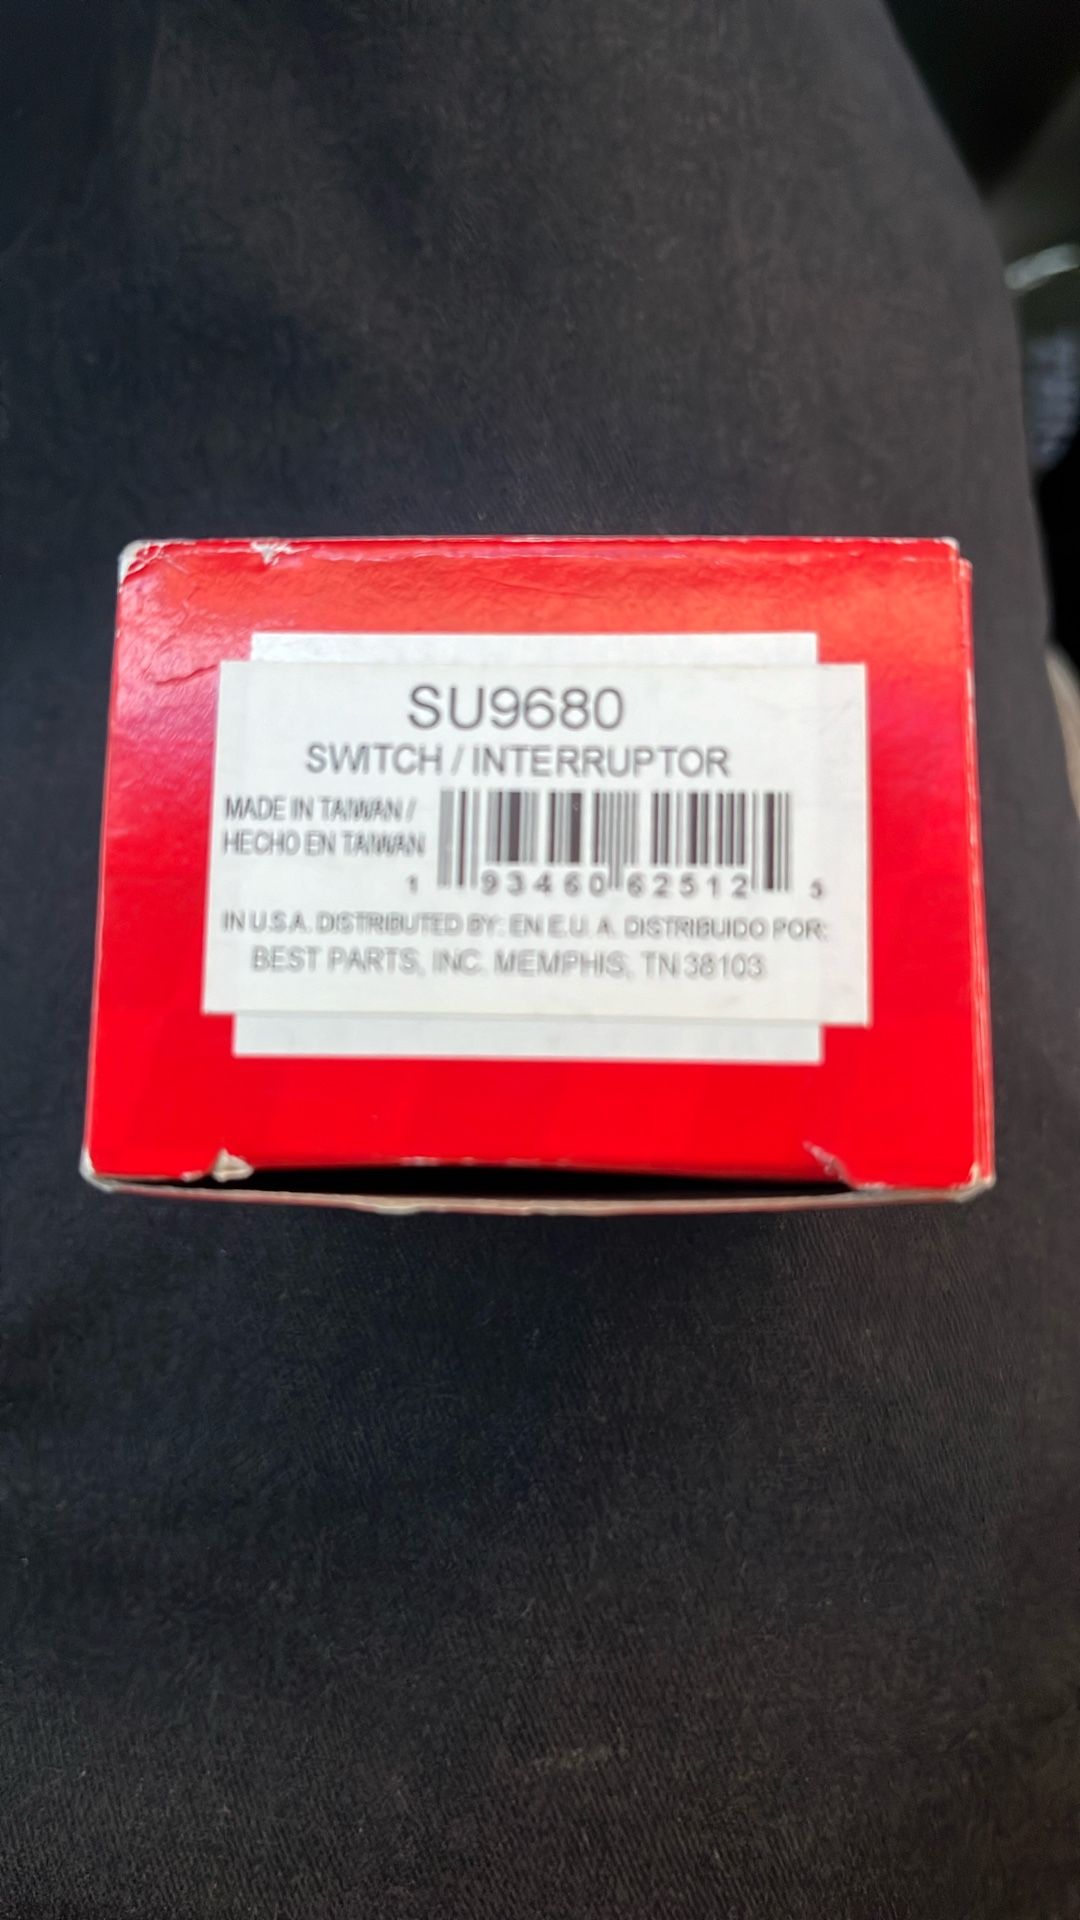 SU9680
SWITCH / INTERRUPTOR
MADE IN TAIWAN /
HECHO EN TAIWAN
1 93460 62512 5
IN U.S.A. DISTRIBUTED BY: EN E.U. A. DISTRIBUIDO POR:
BEST PARTS, INC. MEMPHIS, TN 38103